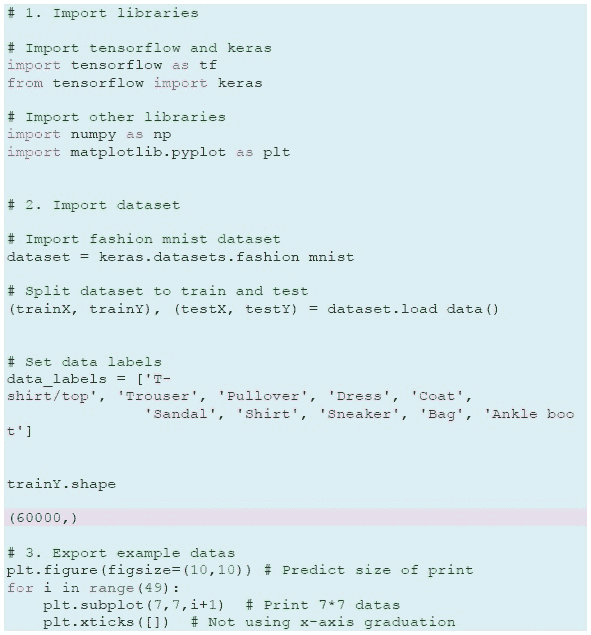 # 1. Import libraries
# Import tensorflow and keras
import tensorflow as tf
from tensorflow import keras
# Import other libraries
import numpy as np
import matplotlib.pyplot as plt
# 2. Import dataset
# Import fashion mnist dataset
dataset = keras.datasets.fashion mnist
# Split dataset to train and test
(trainX, trainY), (testX, testY) = dataset.load data()
# Set data labels
data_labels = ['T-
shirt/top', 'Trouser', 'Pullover', 'Dress', 'Coat',
'Sandal', 'Shirt', 'Sneaker', 'Bag', 'Ankle boo
t']
trainY.shape
(60000,)
# 3. Export example datas
plt.figure(figsize=(10,10)) # Predict size of print
for i in range(49):
plt.subplot(7,7,i+1) # Print 7*7 datas
plt.xticks([]) # Not using x-axis graduation